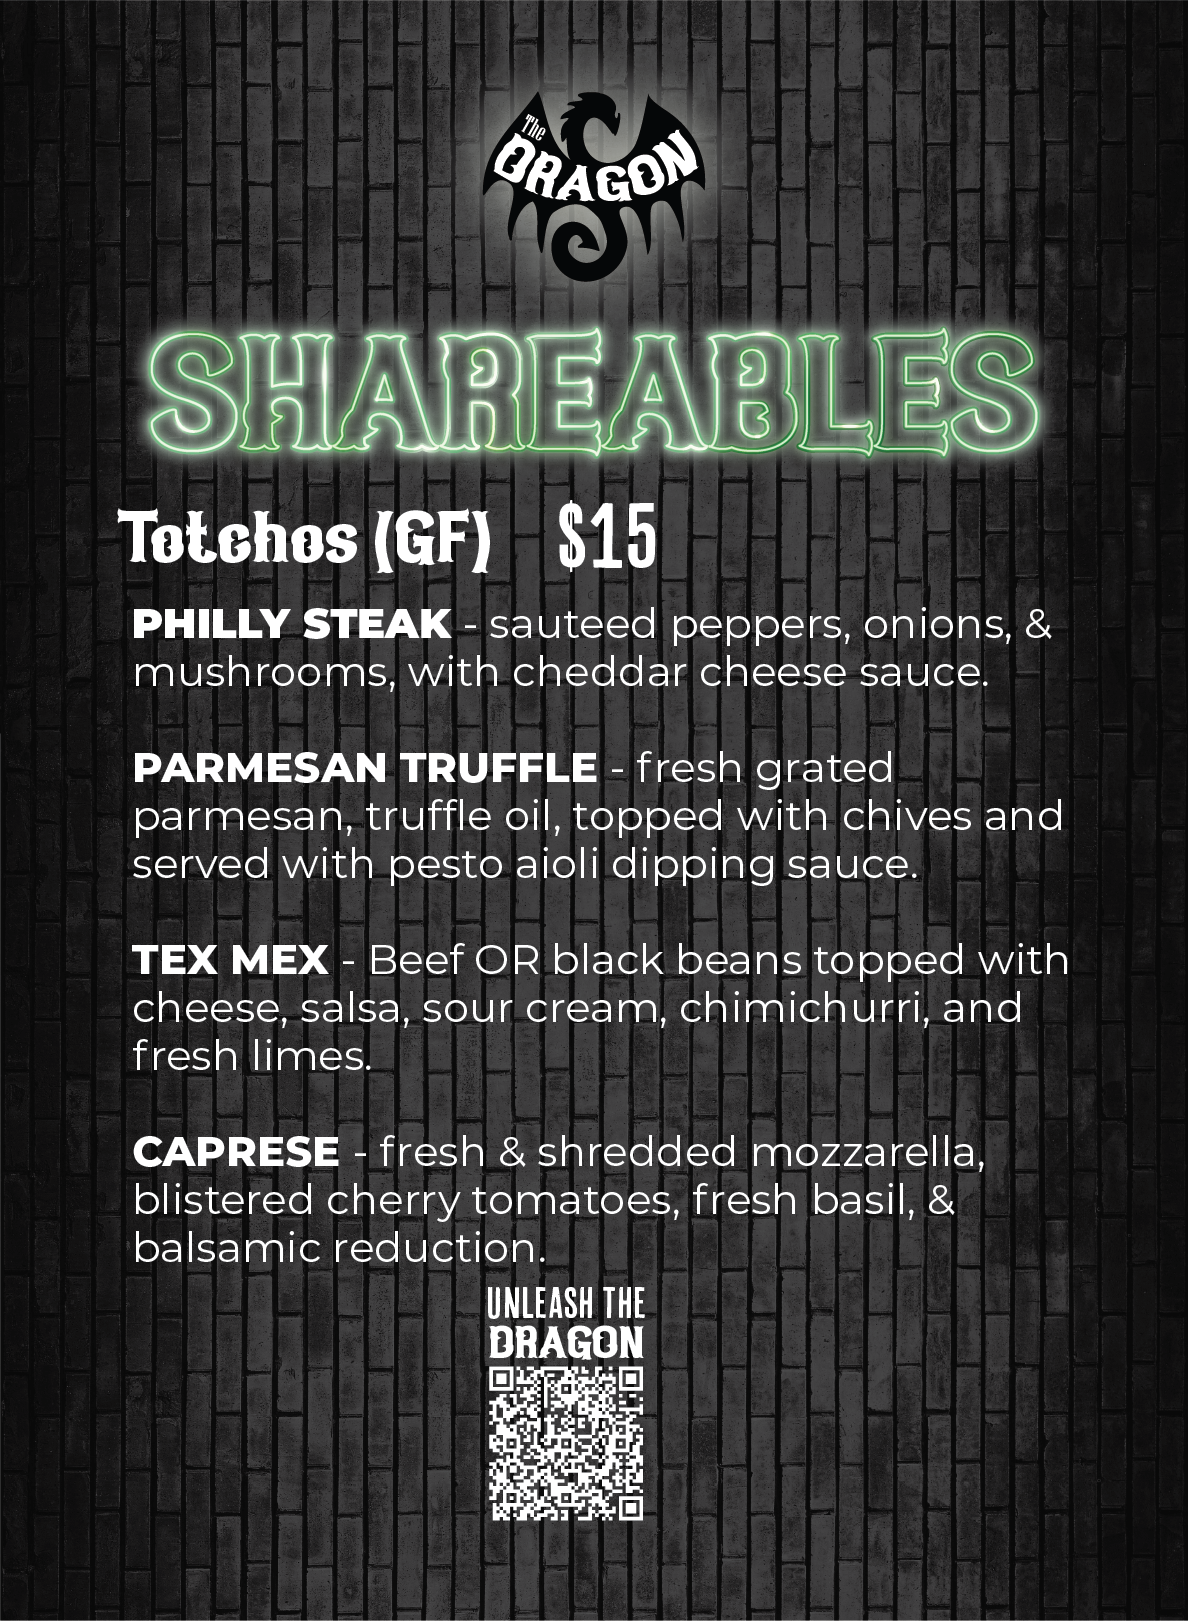 The
DRAGON
SHAREABLES
Totchos (GF) $15
PHILLY STEAK - sauteed peppers, onions, &
mushrooms, with cheddar cheese sauce.
PARMESAN TRUFFLE - fresh grated
parmesan, truffle oil, topped with chives and
served with pesto aioli dipping sauce.
TEX MEX - Beef OR black beans topped with
cheese, salsa, sour cream, chimichurri, and
fresh limes.
CAPRESE - fresh & shredded mozzarella,
blistered cherry tomatoes, fresh basil, &
balsamic reduction.
UNLEASH THE
DRAGON